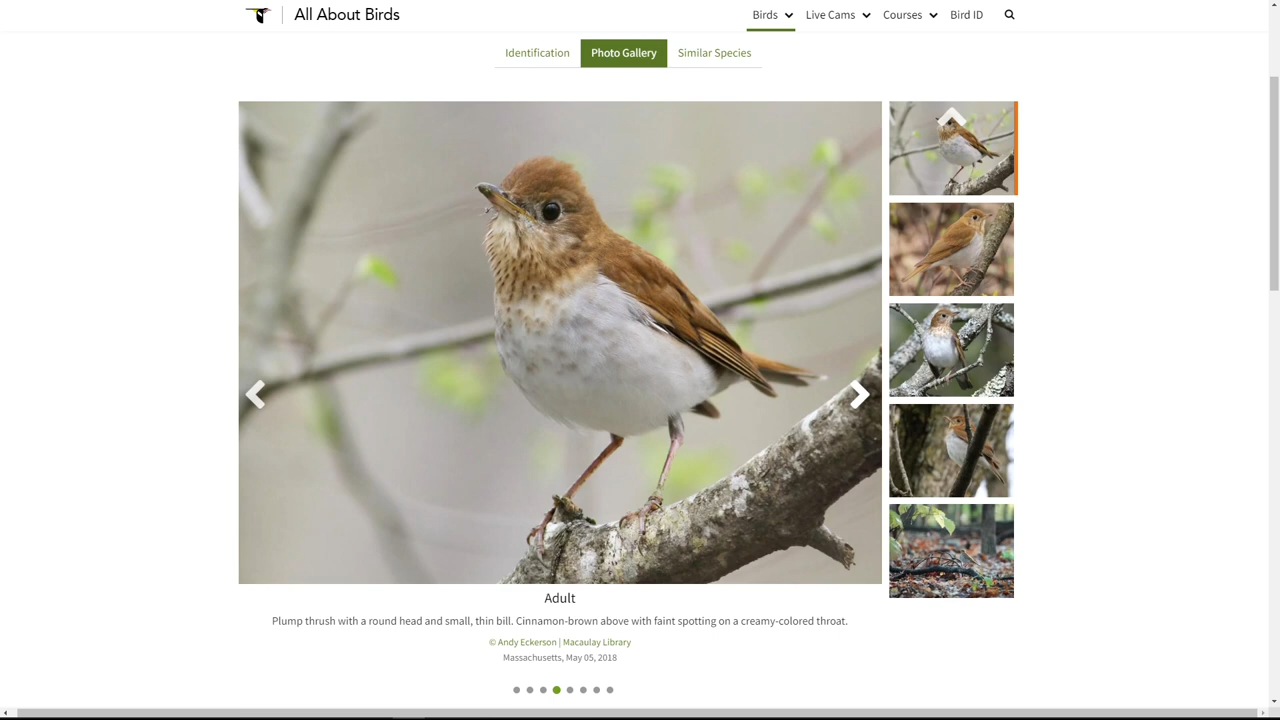 All About Birds
Birds
Live Cams
Courses
Bird ID
Identification
Photo Gallery
Similar Species
Adult
Plump thrush with a round head and small, thin bill. Cinnamon-brown above with faint spotting on a creamy-colored throat.
© Andy Eckerson | Macaulay Library
Massachusetts, May 05, 2018